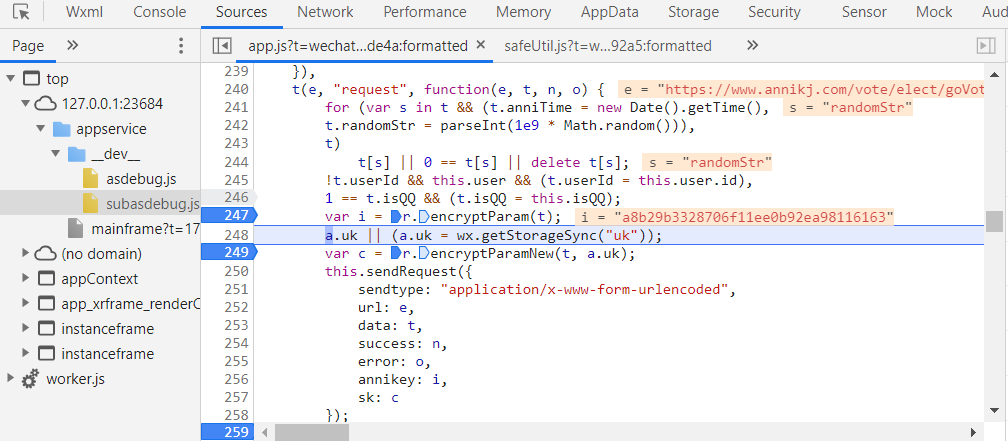 Elements Sources Network Performance Memory AppData Storage Security Sensor Mock Aud
Page » app.js?t=wechat...de4a:formatted × safeUtil.js?t=w...92a5:formatted »
top
127.0.0.1:23684
appservice
__dev__
asdebug.js
subasdebug.js
mainframe?t=17
(no domain)
appContext
app_xrframe_renderC
instanceframe
instanceframe
worker.js
239 }),
240 t(e, "request", function(e, t, n, o) { e = "https://www.annikj.com/vote/elect/goVot
241 for (var s in t && (t.anniTime = new Date().getTime(), s = "randomStr"
242 t.randomStr = parseInt(1e9 * Math.random())),
243 t)
244 t[s] || 0 == t[s] || delete t[s]; s = "randomStr"
245 !t.userId && this.user && (t.userId = this.user.id),
246 1 == t.isQQ && (t.isQQ = this.isQQ);
247 var i = r.encryptParam(t); i = "a8b29b3328706f11ee0b92ea98116163"
248 a.uk || (a.uk = wx.getStorageSync("uk"));
249 var c = r.encryptParamNew(t, a.uk);
250 this.sendRequest({
251 sendtype: "application/x-www-form-urlencoded",
252 url: e,
253 data: t,
254 success: n,
255 error: o,
256 annikey: i,
257 sk: c
258 });
259